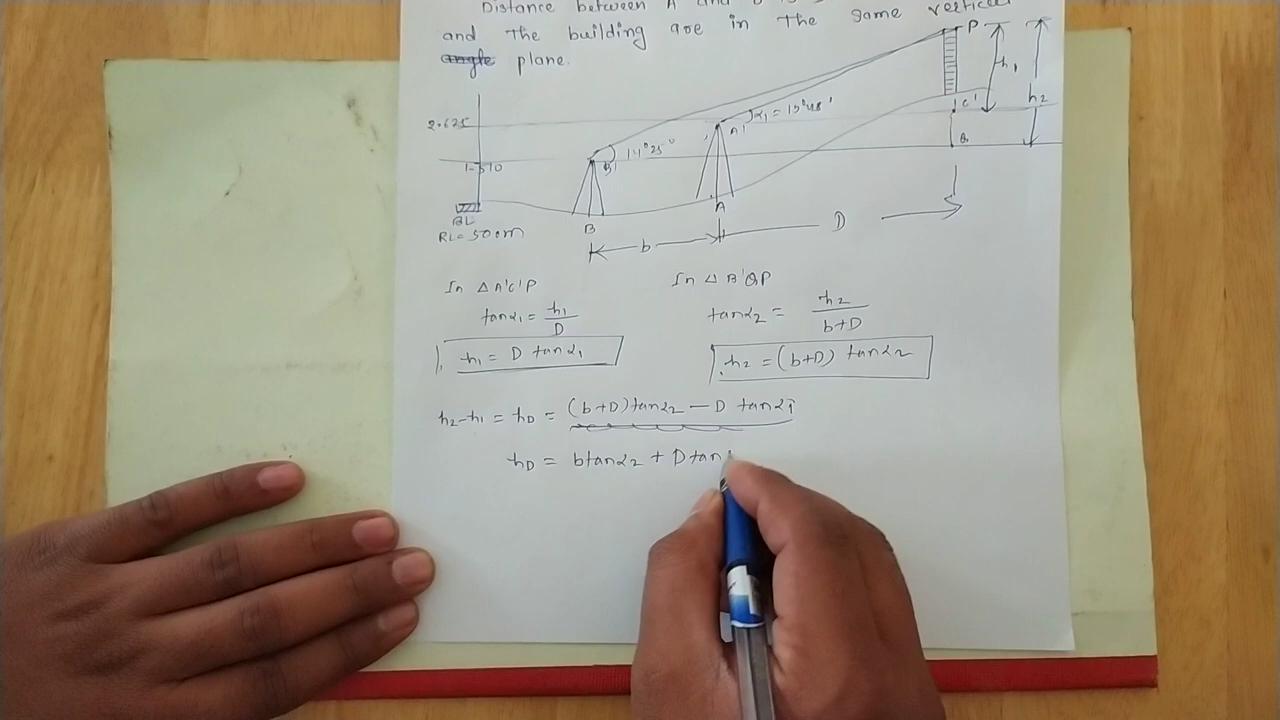 Distance between A and B is
and The building are in The same vertical
angle plane.
P
h1
h2
2.625
α1 = 15°48'
A'
C'
14°25°
B'
Q
1.510
BL
RL = 500m
B
A
b
D
In △ A'C'P
In △ B'QP
tanα1 = h1/D
tanα2 = h2/b+D
h1 = D tanα1
h2 = (b+D) tanα2
h2-h1 = hD = (b+D)tanα2 — D tanα1
hD = btanα2 + Dtan